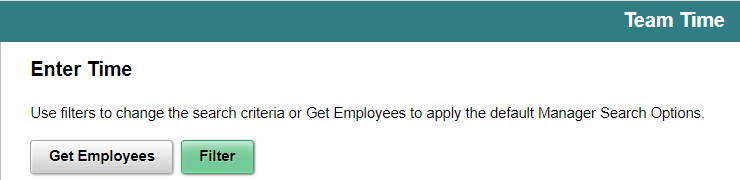 Team Time
Enter Time
Use filters to change the search criteria or Get Employees to apply the default Manager Search Options.
Get Employees Filter